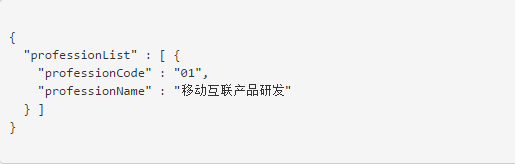 {
  "professionList" : [ {
    "professionCode" : "01",
    "professionName" : "移动互联产品研发"
  } ]
}